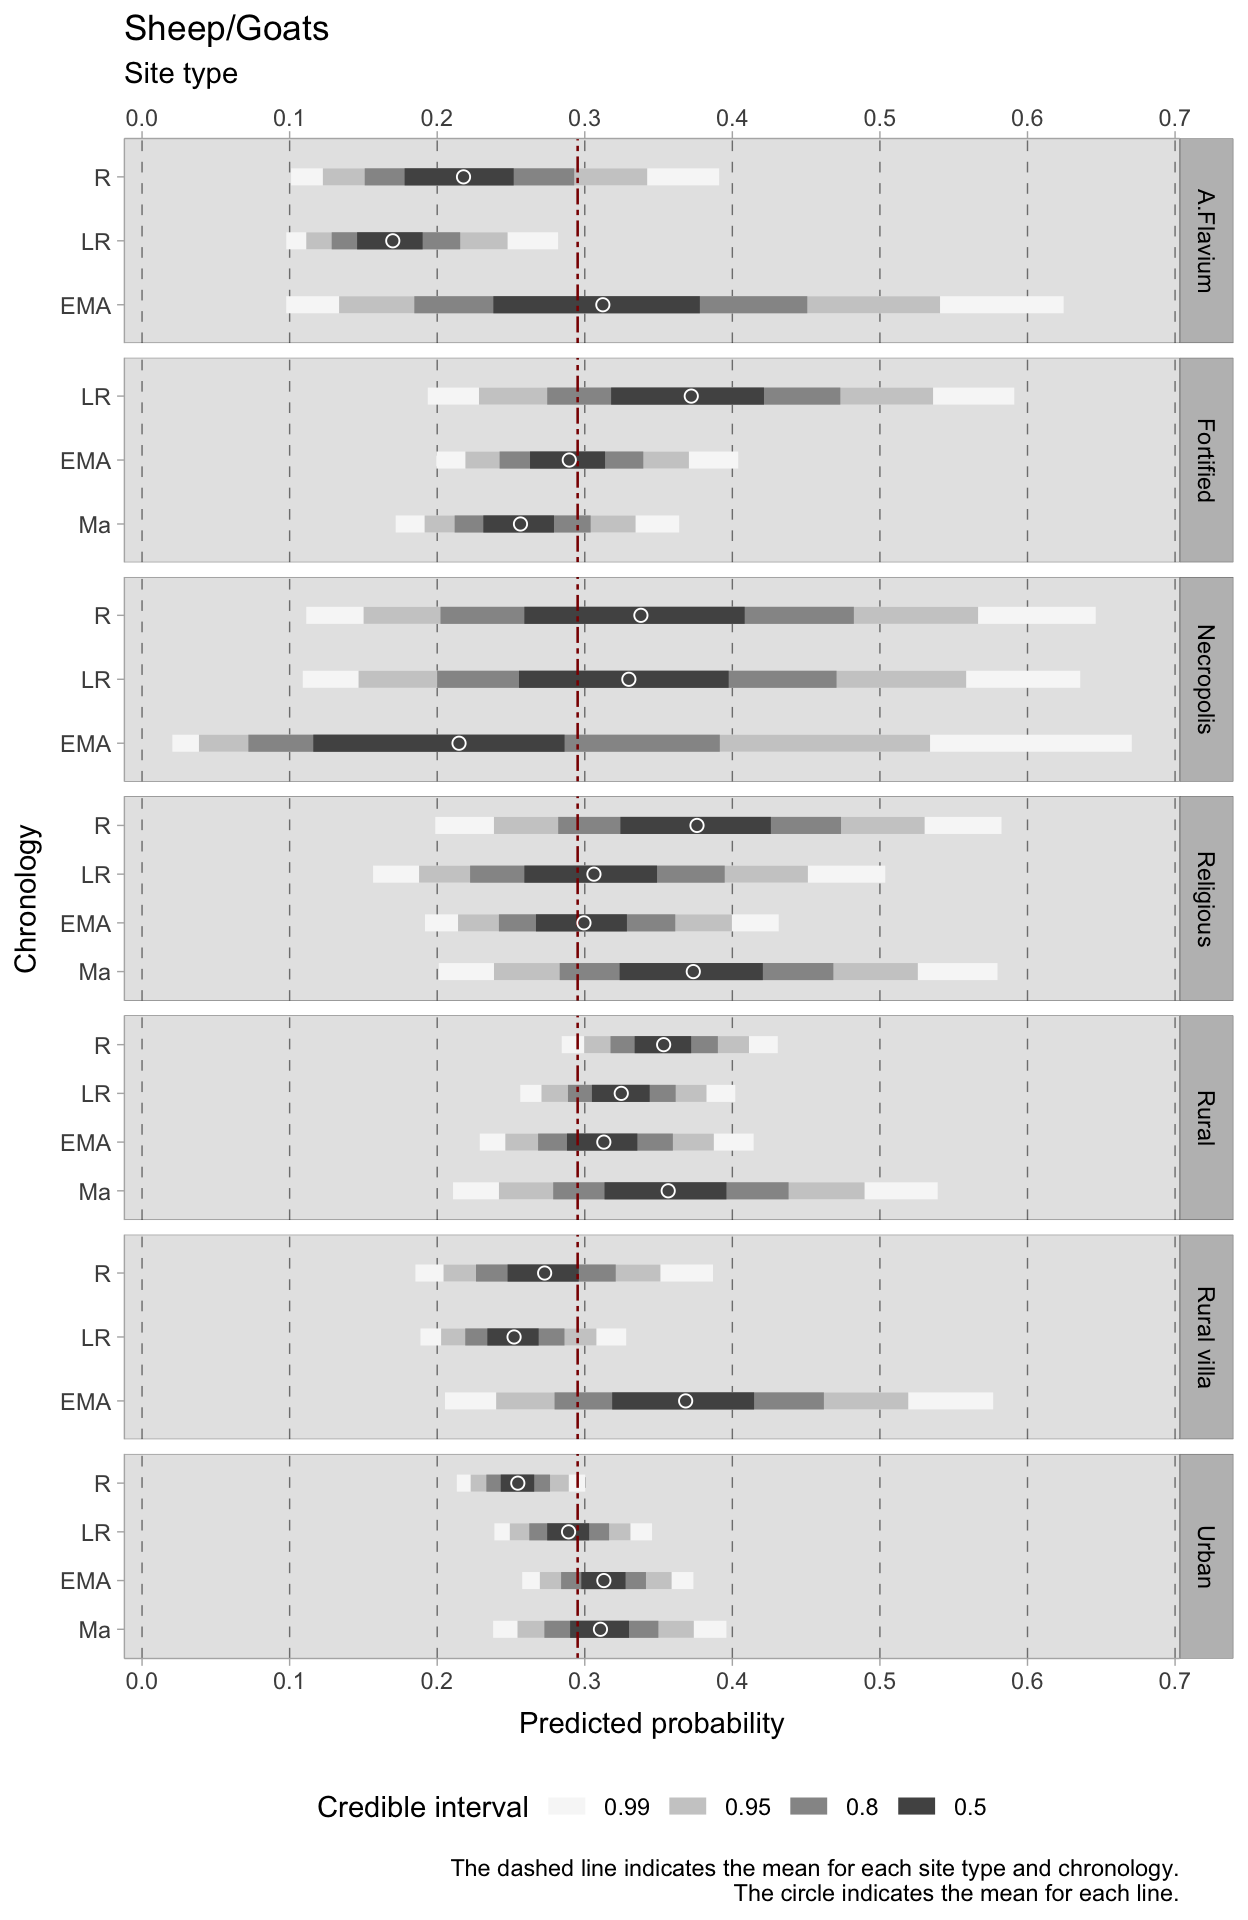 Sheep/Goats
Site type
0.0 0.1 0.2 0.3 0.4 0.5 0.6 0.7
R
LR
EMA
A.Flavium
LR
EMA
Ma
Fortified
R
LR
EMA
Necropolis
R
LR
EMA
Ma
Religious
Chronology
R
LR
EMA
Ma
Rural
R
LR
EMA
Rural villa
R
LR
EMA
Ma
Urban
0.0 0.1 0.2 0.3 0.4 0.5 0.6 0.7
Predicted probability
Credible interval 0.99 0.95 0.8 0.5
The dashed line indicates the mean for each site type and chronology.
The circle indicates the mean for each line.